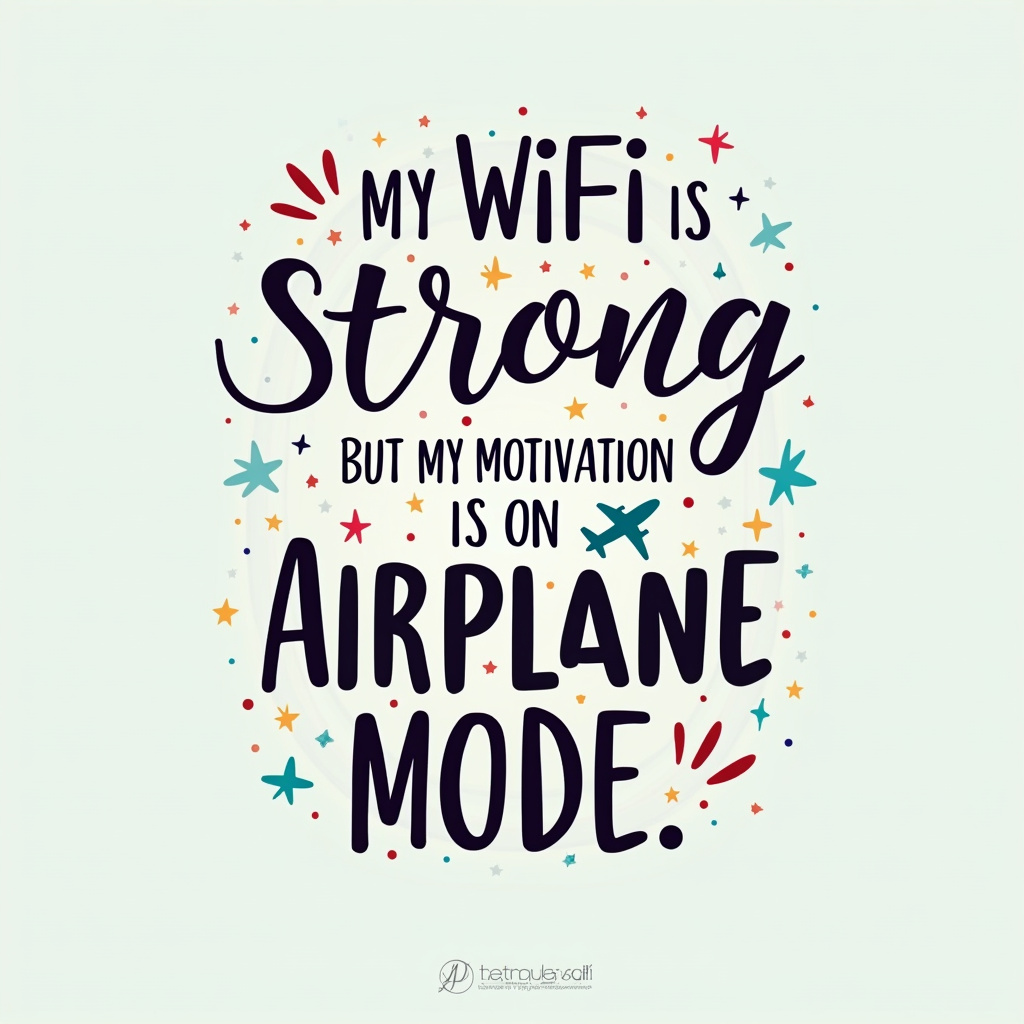 MY WiFi IS
Strong
BUT MY MOTIVATION
IS ON
AIRPLANE
MODE.